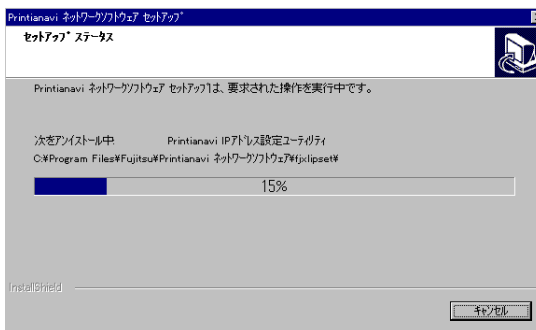 Printianavi ﾈｯﾄﾜｰｸｿﾌﾄｳｪｱ ｾｯﾄｱｯﾌﾟ
ｾｯﾄｱｯﾌﾟ ｽﾃｰﾀｽ
Printianavi ﾈｯﾄﾜｰｸｿﾌﾄｳｪｱ ｾｯﾄｱｯﾌﾟは、要求された操作を実行中です。
次をｱﾝｲﾝｽﾄｰﾙ中: Printianavi IPｱﾄﾞﾚｽ設定ﾕｰﾃｨﾘﾃｨ
C:¥Program Files¥Fujitsu¥Printianavi ﾈｯﾄﾜｰｸｿﾌﾄｳｪｱ¥fjxlipset¥
15%
InstallShield
ｷｬﾝｾﾙ